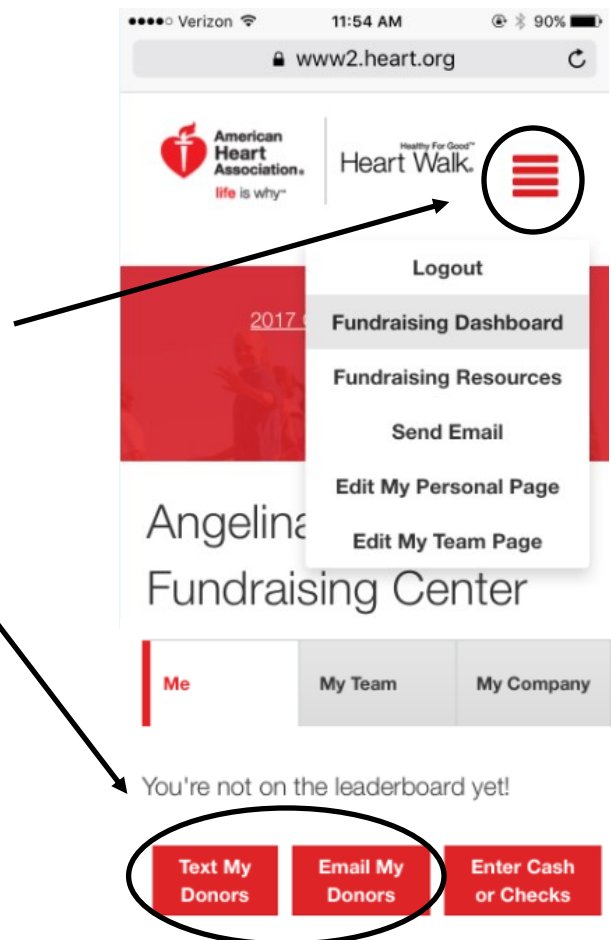 Verizon 11:54 AM 90%
www2.heart.org
American
Heart
Association®
life is why™
Healthy For Good™
Heart Walk®
Logout
2017
Fundraising Dashboard
Fundraising Resources
Send Email
Edit My Personal Page
Edit My Team Page
Angelina
Fundraising Center
Me My Team My Company
You're not on the leaderboard yet!
Text My
Donors
Email My
Donors
Enter Cash
or Checks